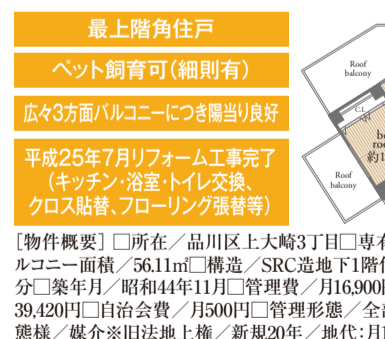 最上階角住戸
ペット飼育可(細則有)
広々3方面バルコニーにつき陽当り良好
平成25年7月リフォーム工事完了
(キッチン・浴室・トイレ交換、
クロス貼替、フローリング張替等)
Roof
balcony
C.L
Roof
balcony
[物件概要] □所在/品川区上大崎3丁目□専有
ルコニー面積/56.11㎡□構造/SRC造地下1階
分□築年月/昭和44年11月□管理費/月16,900円
39,420円□自治会費/月500円□管理形態/全部
態様/媒介※旧法地上権/新規20年/地代:月